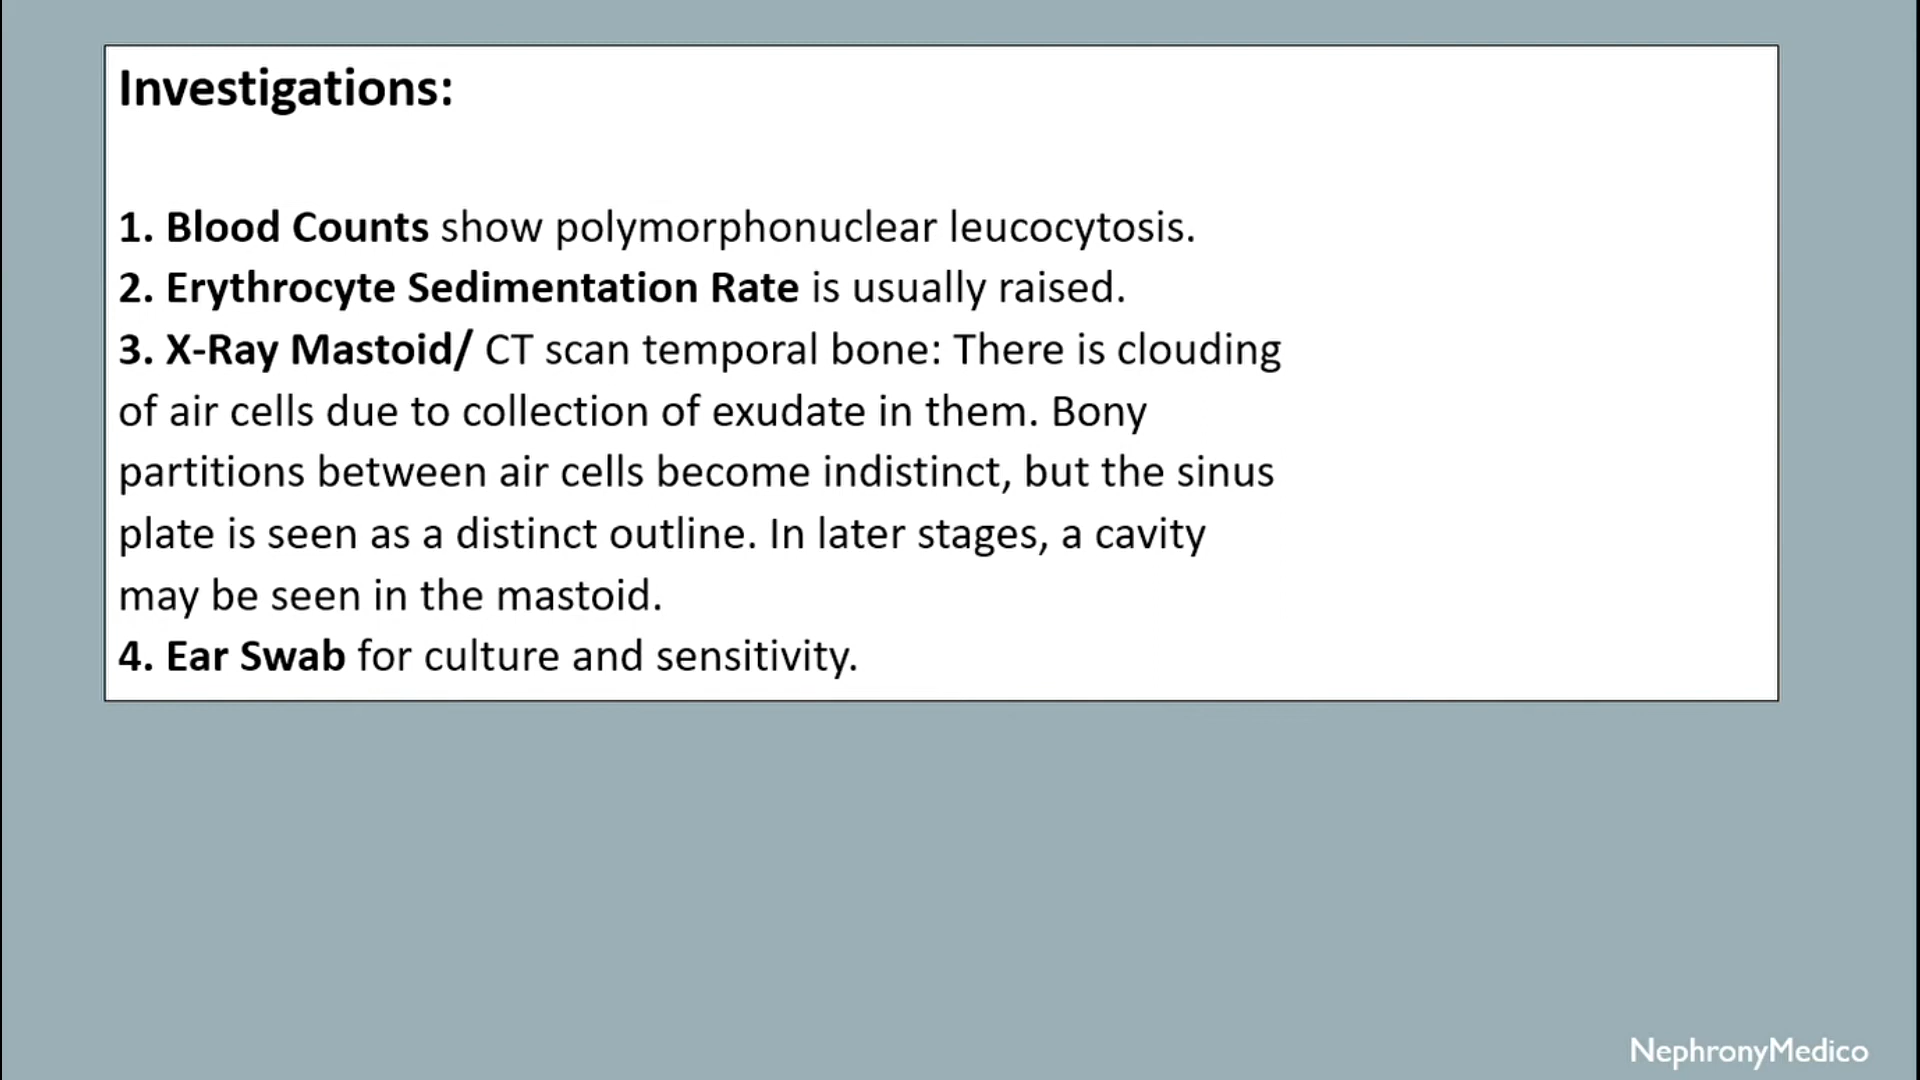 Investigations:
1. Blood Counts show polymorphonuclear leucocytosis.
2. Erythrocyte Sedimentation Rate is usually raised.
3. X-Ray Mastoid/ CT scan temporal bone: There is clouding
of air cells due to collection of exudate in them. Bony
partitions between air cells become indistinct, but the sinus
plate is seen as a distinct outline. In later stages, a cavity
may be seen in the mastoid.
4. Ear Swab for culture and sensitivity.
NephronyMedico